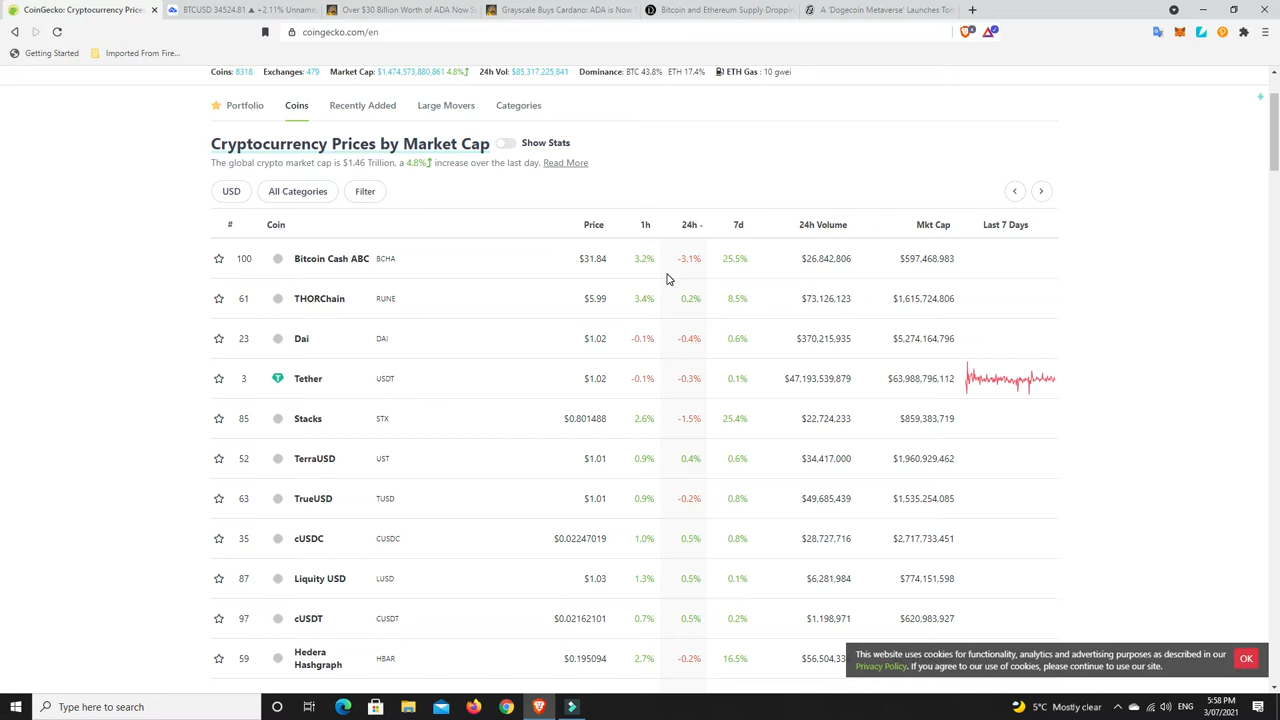 CoinGecko: Cryptocurrency Prices
BTCUSD 34524.81 ▲ +2.11% Unname
Over $30 Billion Worth of ADA Now S
Grayscale Buys Cardano: ADA is Now
Bitcoin and Ethereum Supply Droppin
A 'Dogecoin Metaverse' Launches To
coingecko.com/en
Getting Started
Imported From Fire...
Coins: 8318 Exchanges: 479 Market Cap: $1,474,573,880,861 4.8% 24h Vol: $85,317,225,841 Dominance: BTC 43.8% ETH 17.4% ETH Gas: 10 gwei
Portfolio Coins Recently Added Large Movers Categories
Cryptocurrency Prices by Market Cap Show Stats
The global crypto market cap is $1.46 Trillion, a 4.8% increase over the last day. Read More
USD All Categories Filter
# Coin Price 1h 24h 7d 24h Volume Mkt Cap Last 7 Days
100 Bitcoin Cash ABC BCHA $31.84 3.2% -3.1% 25.5% $26,842,806 $597,468,983
61 THORChain RUNE $5.99 3.4% 0.2% 8.5% $73,126,123 $1,615,724,806
23 Dai DAI $1.02 -0.1% -0.4% 0.6% $370,215,935 $5,274,164,796
3 Tether USDT $1.02 -0.1% -0.3% 0.1% $47,193,539,879 $63,988,796,112
85 Stacks STX $0.801488 2.6% -1.5% 25.4% $22,724,233 $859,383,719
52 TerraUSD UST $1.01 0.9% 0.4% 0.6% $34,417,000 $1,960,929,462
63 TrueUSD TUSD $1.01 0.9% -0.2% 0.8% $49,685,439 $1,535,254,085
35 cUSDC CUSDC $0.02247019 1.0% 0.5% 0.8% $28,727,716 $2,717,733,451
87 Liquity USD LUSD $1.03 1.3% 0.5% 0.1% $6,281,984 $774,151,598
97 cUSDT CUSDT $0.02162101 0.7% 0.5% 0.2% $1,198,971 $620,983,927
59 Hedera Hashgraph HBAR $0.195094 2.7% -0.2% 16.5%
This website uses cookies for functionality, analytics and advertising purposes as described in our
Privacy Policy. If you agree to our use of cookies, please continue to use our site.
OK
Type here to search
5°C Mostly clear
ENG
5:58 PM
3/07/2021